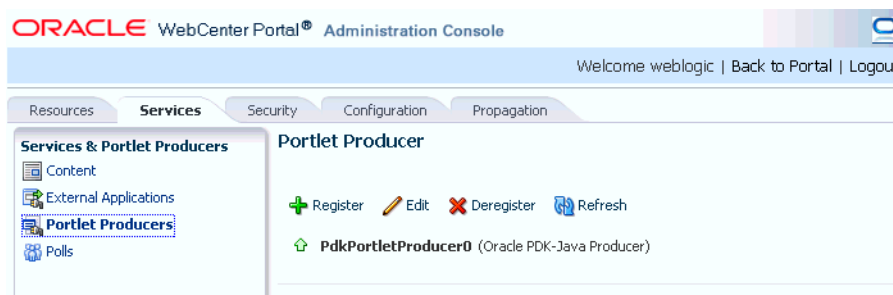 ORACLE WebCenter Portal® Administration Console
Welcome weblogic | Back to Portal |
Resources Services Security Configuration Propagation
Services & Portlet Producers
Content
External Applications
Portlet Producers
Polls
Portlet Producer
Register Edit Deregister Refresh
PdkPortletProducer0 (Oracle PDK-Java Producer)